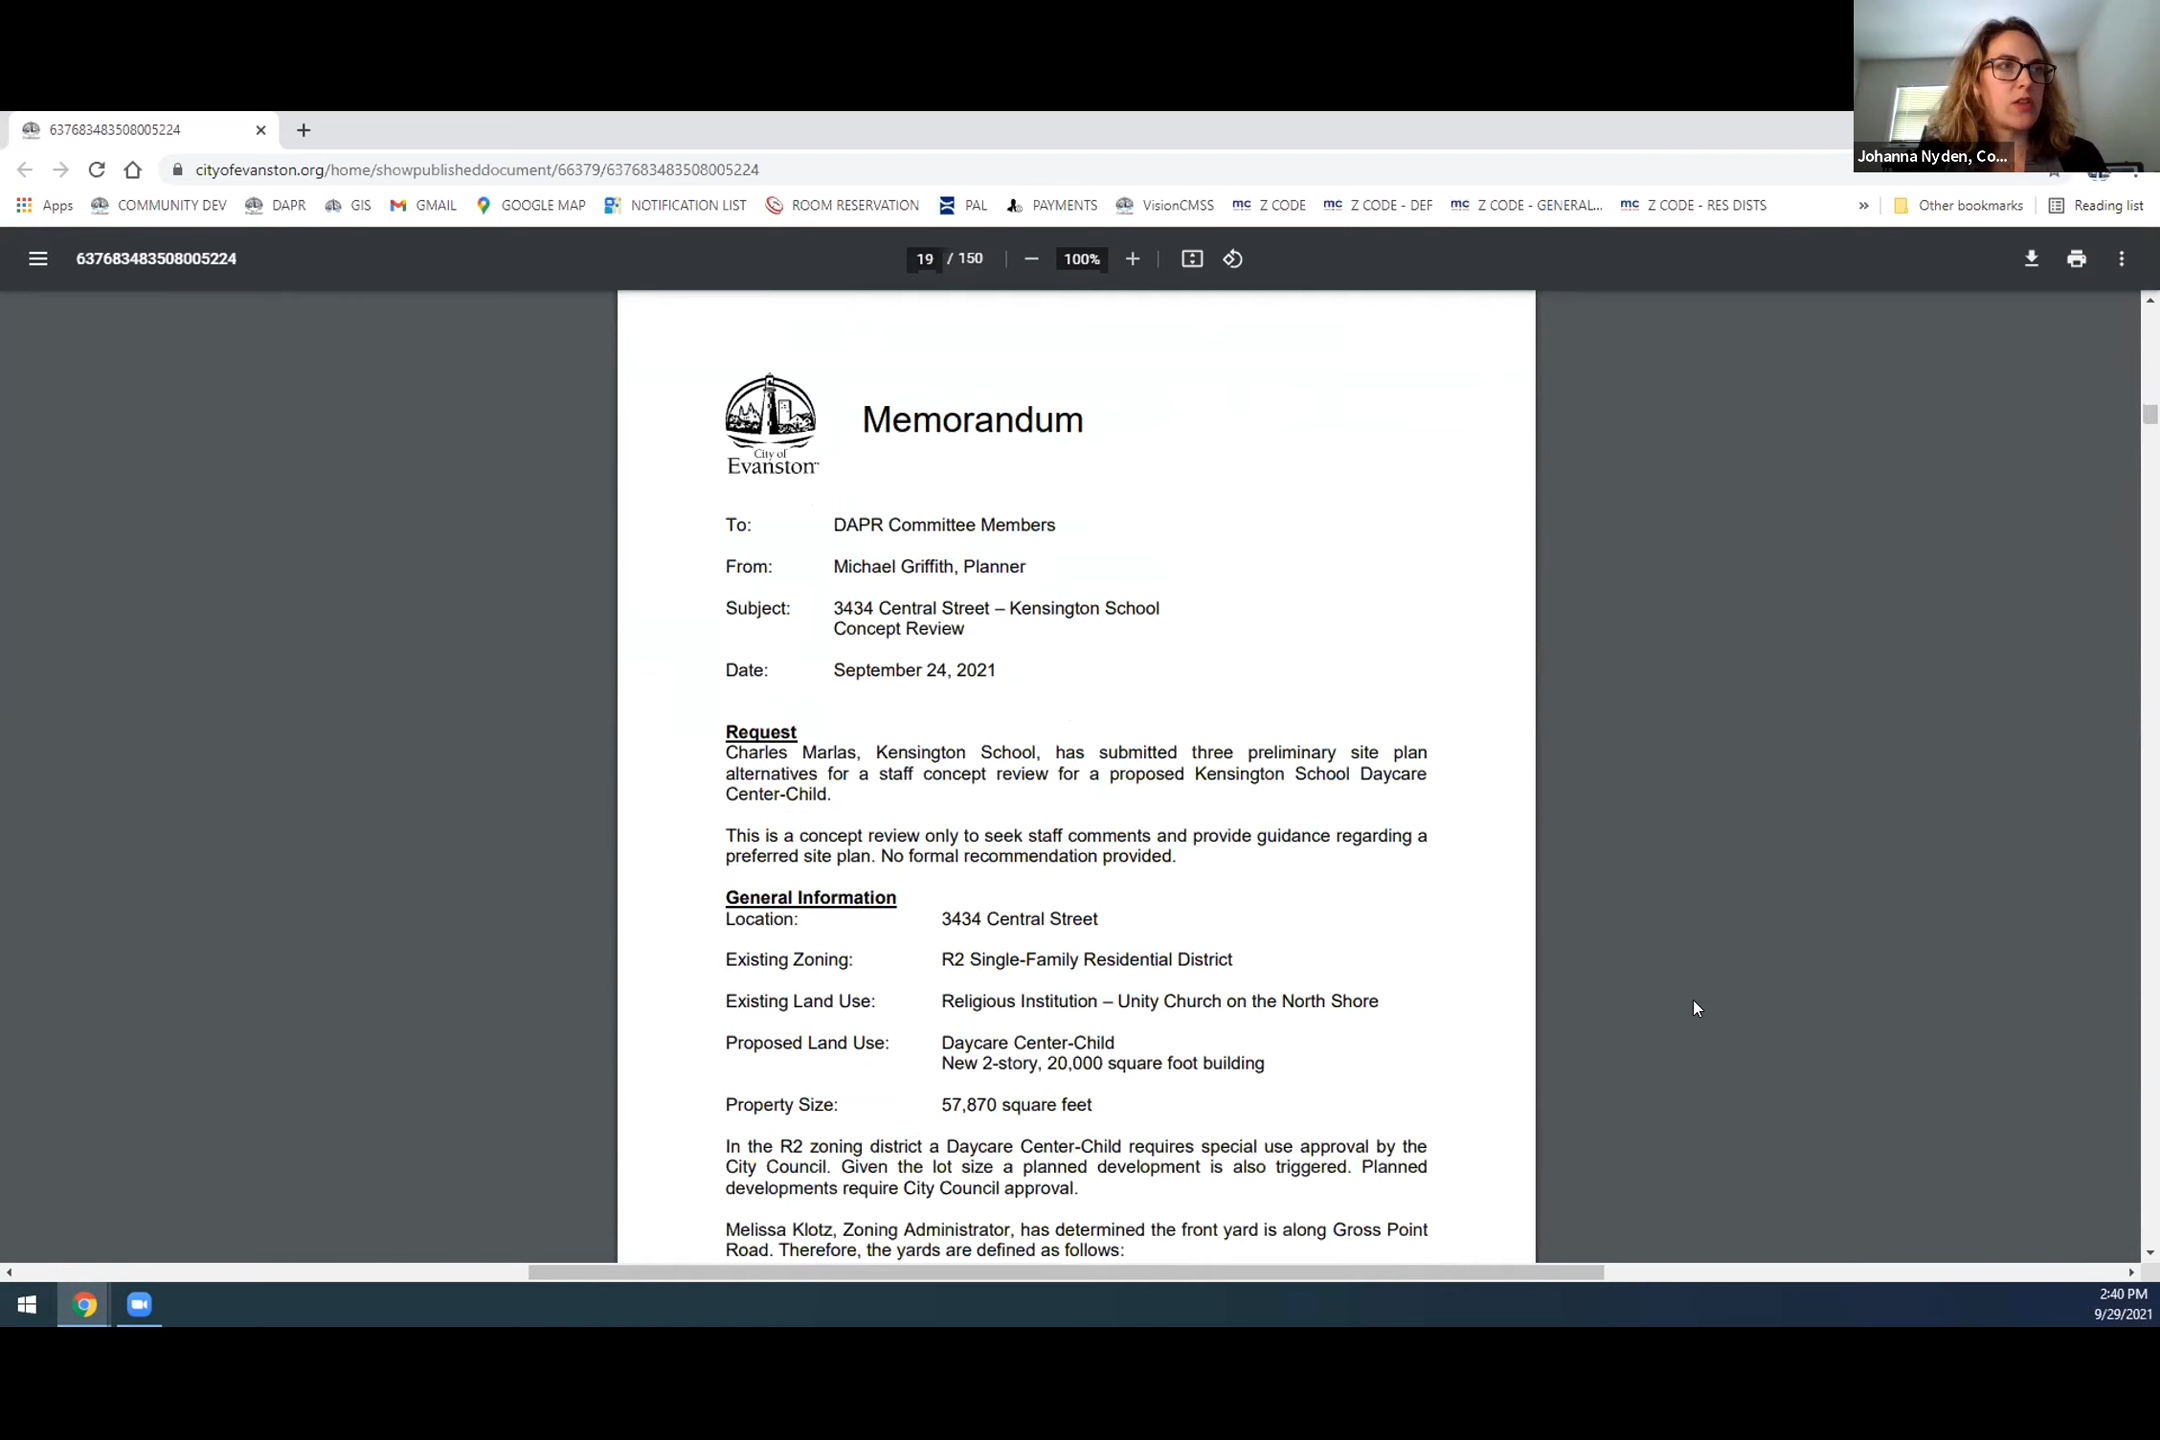 Johanna Nyden, Co...
637683483508005224
cityofevanston.org/home/showpublisheddocument/66379/637683483508005224
Apps COMMUNITY DEV DAPR GIS GMAIL GOOGLE MAP NOTIFICATION LIST ROOM RESERVATION PAL PAYMENTS VisionCMSS mc Z CODE mc Z CODE - DEF mc Z CODE - GENERAL... mc Z CODE - RES DISTS » Other bookmarks Reading list
637683483508005224 19 / 150 − 100% +
Memorandum
City of
Evanston™
To: DAPR Committee Members
From: Michael Griffith, Planner
Subject: 3434 Central Street – Kensington School
Concept Review
Date: September 24, 2021
Request
Charles Marlas, Kensington School, has submitted three preliminary site plan
alternatives for a staff concept review for a proposed Kensington School Daycare
Center-Child.
This is a concept review only to seek staff comments and provide guidance regarding a
preferred site plan. No formal recommendation provided.
General Information
Location: 3434 Central Street
Existing Zoning: R2 Single-Family Residential District
Existing Land Use: Religious Institution – Unity Church on the North Shore
Proposed Land Use: Daycare Center-Child
New 2-story, 20,000 square foot building
Property Size: 57,870 square feet
In the R2 zoning district a Daycare Center-Child requires special use approval by the
City Council. Given the lot size a planned development is also triggered. Planned
developments require City Council approval.
Melissa Klotz, Zoning Administrator, has determined the front yard is along Gross Point
Road. Therefore, the yards are defined as follows:
2:40 PM
9/29/2021